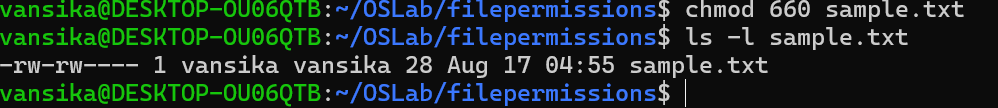 vansika@DESKTOP-OU06QTB:~/OSLab/filepermissions$ chmod 660 sample.txt
vansika@DESKTOP-OU06QTB:~/OSLab/filepermissions$ ls -l sample.txt
-rw-rw---- 1 vansika vansika 28 Aug 17 04:55 sample.txt
vansika@DESKTOP-OU06QTB:~/OSLab/filepermissions$